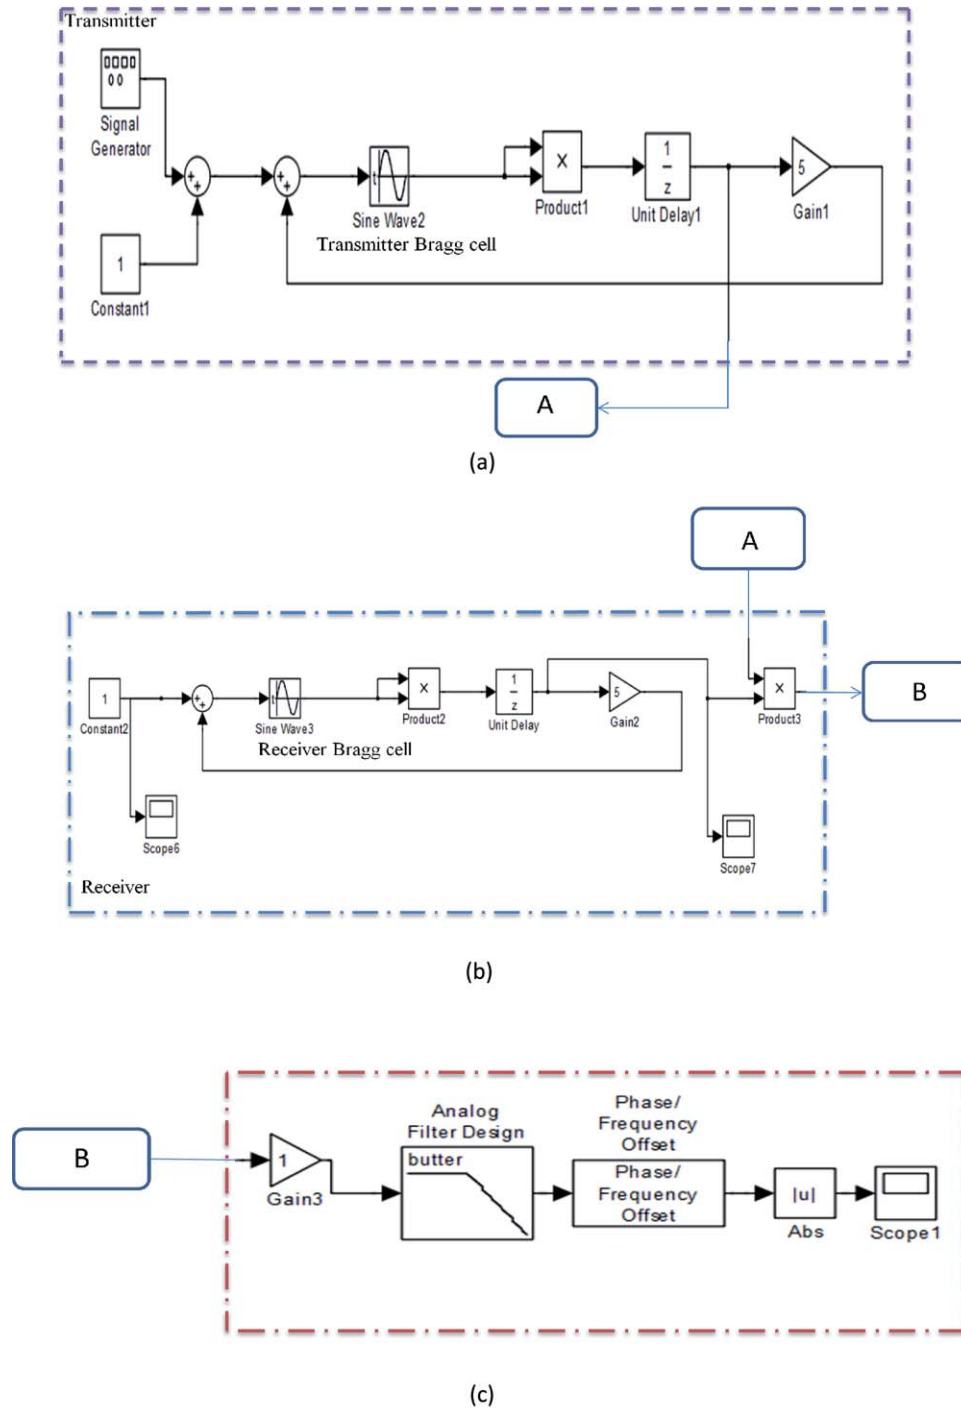 Transmitter
Signal
Generator
1
Constant1
t
Sine Wave2
Transmitter Bragg cell
X
Product1
1
z
Unit Delay1
5
Gain1
A
(a)
A
1
Constant2
t
Sine Wave3
Receiver Bragg cell
X
Product2
1
z
Unit Delay
5
Gain2
X
Product3
B
Scope6
Scope7
Receiver
(b)
B
1
Gain3
Analog
Filter Design
butter
Phase/
Frequency
Offset
Phase/
Frequency
Offset
|u|
Abs
Scope1
(c)